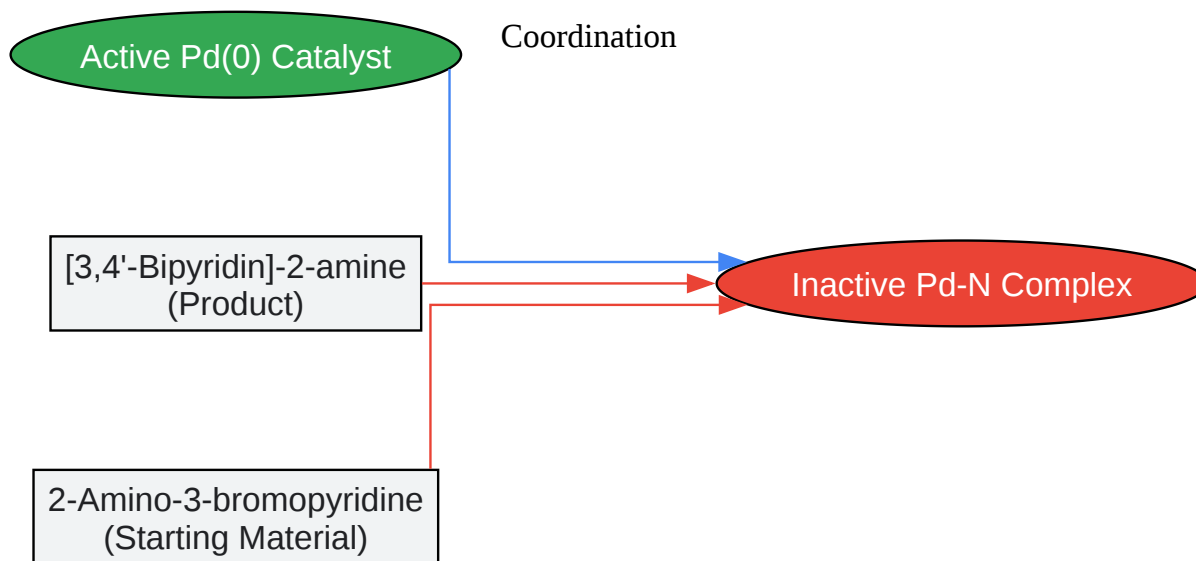 Active Pd(0) Catalyst
Coordination
[3,4'-Bipyridin]-2-amine
(Product)
Inactive Pd-N Complex
2-Amino-3-bromopyridine
(Starting Material)